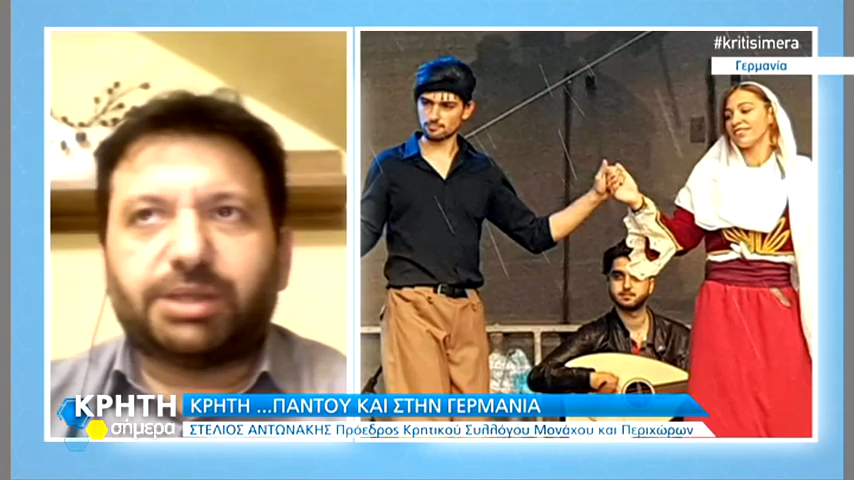 #kritisimera
Γερμανία
ΚΡΗΤΗ
σήμερα
ΚΡΗΤΗ ...ΠΑΝΤΟΥ ΚΑΙ ΣΤΗΝ ΓΕΡΜΑΝΙΑ
ΣΤΕΛΙΟΣ ΑΝΤΩΝΑΚΗΣ Πρόεδρος Κρητικού Συλλόγου Μονάχου και Περιχώρων